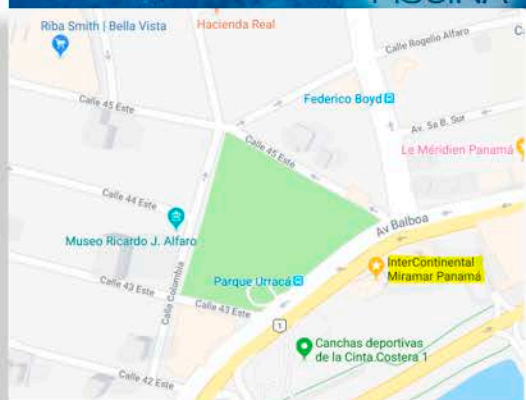 PISCINA
Riba Smith | Bella Vista
Hacienda Real
Calle Rogelio Alfaro
Calle 45 Este
Federico Boyd
Av. 5a B. Sur
Le Méridien Panamá
Calle 45 Este
Calle 44 Este
Av Balboa
Museo Ricardo J. Alfaro
InterContinental
Miramar Panamá
Parque Urracá
Calle 43 Este
Calle Colombia
Calle 43 Este
1
Canchas deportivas
de la Cinta Costera 1
Calle 42 Este